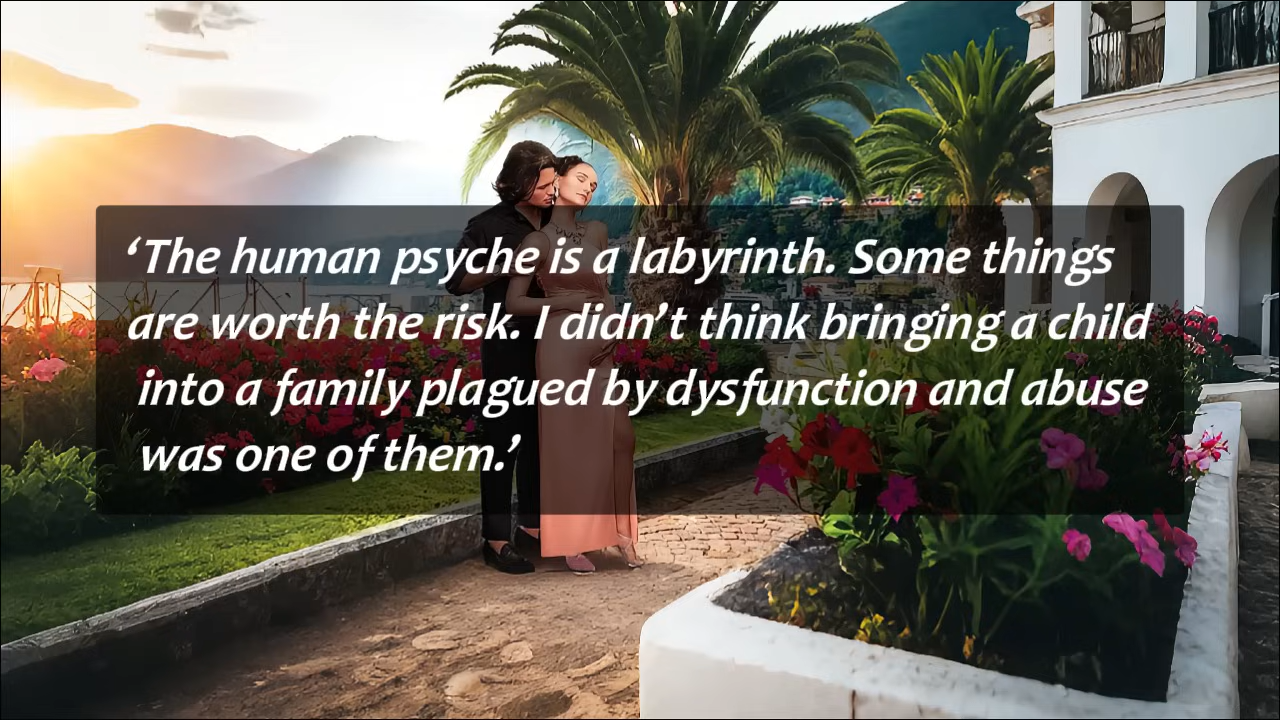 ‘The human psyche is a labyrinth. Some things
are worth the risk. I didn’t think bringing a child
into a family plagued by dysfunction and abuse
was one of them.’